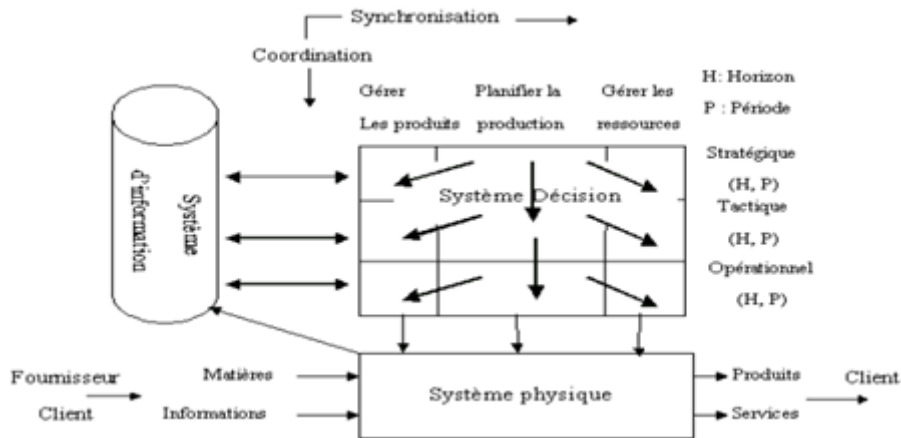 Synchronisation
Coordination
H: Horizon
P : Période
Gérer
Les produits
Planifier la
production
Gérer les
ressources
Système
d'information
Système Décision
Stratégique
(H, P)
Tactique
(H, P)
Opérationnel
(H, P)
Fournisseur
Client
Matières
Informations
Système physique
Produits
Services
Client